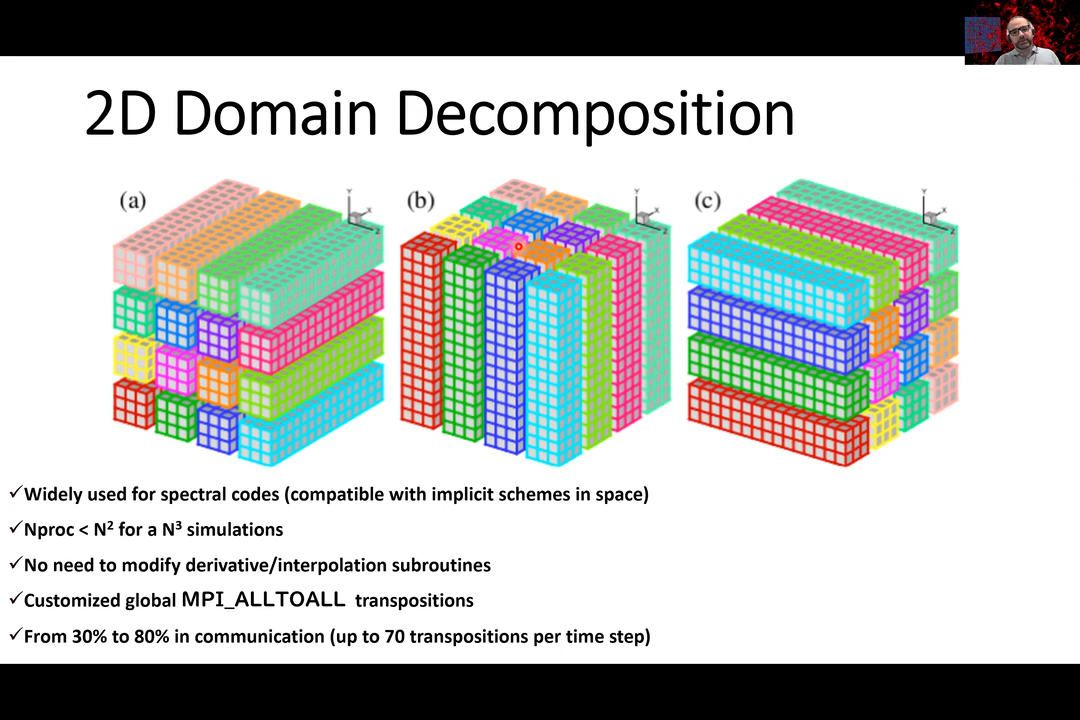 2D Domain Decomposition
(a) (b) (c)
Y X Z Y X Z Y X Z
✓Widely used for spectral codes (compatible with implicit schemes in space)
✓Nproc < N² for a N³ simulations
✓No need to modify derivative/interpolation subroutines
✓Customized global MPI_ALLTOALL transpositions
✓From 30% to 80% in communication (up to 70 transpositions per time step)